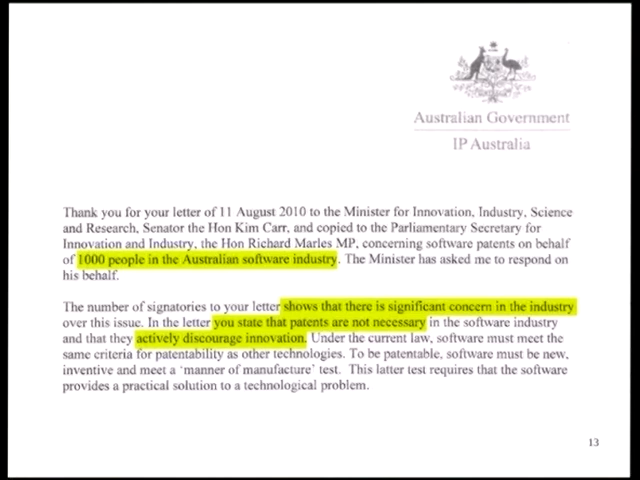 Australian Government
IP Australia
Thank you for your letter of 11 August 2010 to the Minister for Innovation, Industry, Science
and Research, Senator the Hon Kim Carr, and copied to the Parliamentary Secretary for
Innovation and Industry, the Hon Richard Marles MP, concerning software patents on behalf
of 1000 people in the Australian software industry. The Minister has asked me to respond on
his behalf.
The number of signatories to your letter shows that there is significant concern in the industry
over this issue. In the letter you state that patents are not necessary in the software industry
and that they actively discourage innovation. Under the current law, software must meet the
same criteria for patentability as other technologies. To be patentable, software must be new,
inventive and meet a ‘manner of manufacture’ test. This latter test requires that the software
provides a practical solution to a technological problem.
13